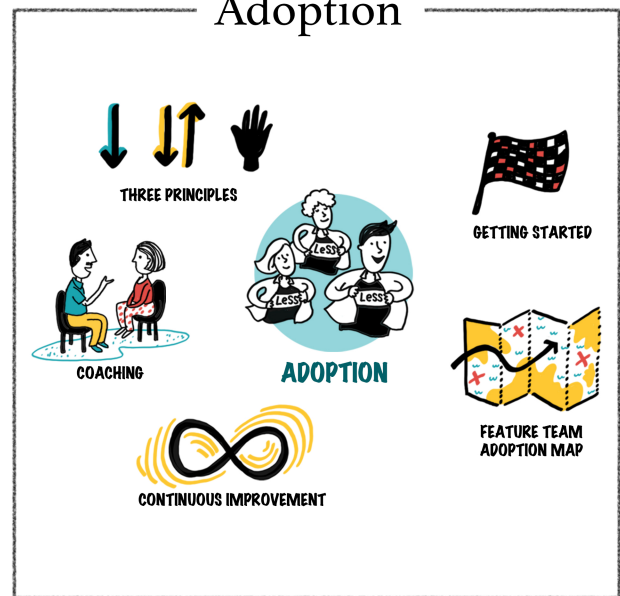 Adoption
THREE PRINCIPLES
GETTING STARTED
LeSS
LeSS
LeSS
COACHING
ADOPTION
FEATURE TEAM
ADOPTION MAP
CONTINUOUS IMPROVEMENT